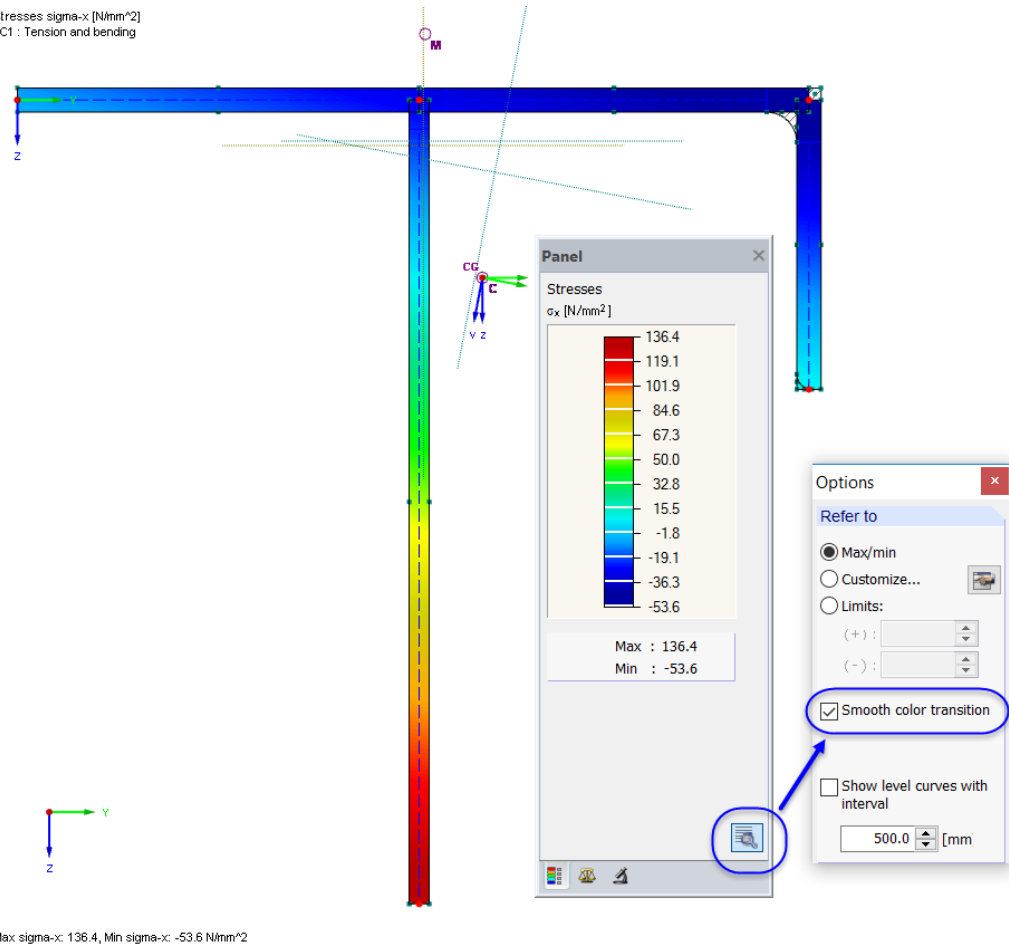 tresses sigma-x [N/mm^2]
C1 : Tension and bending
M
Y
Z
CG
C
v z
Panel
Stresses
σx [N/mm²]
136.4
119.1
101.9
84.6
67.3
50.0
32.8
15.5
-1.8
-19.1
-36.3
-53.6
Max : 136.4
Min : -53.6
Options
Refer to
Max/min
Customize...
Limits:
(+) :
(-) :
Smooth color transition
Show level curves with
interval
500.0 [mm
Y
Z
ax sigma-x: 136.4, Min sigma-x: -53.6 N/mm^2